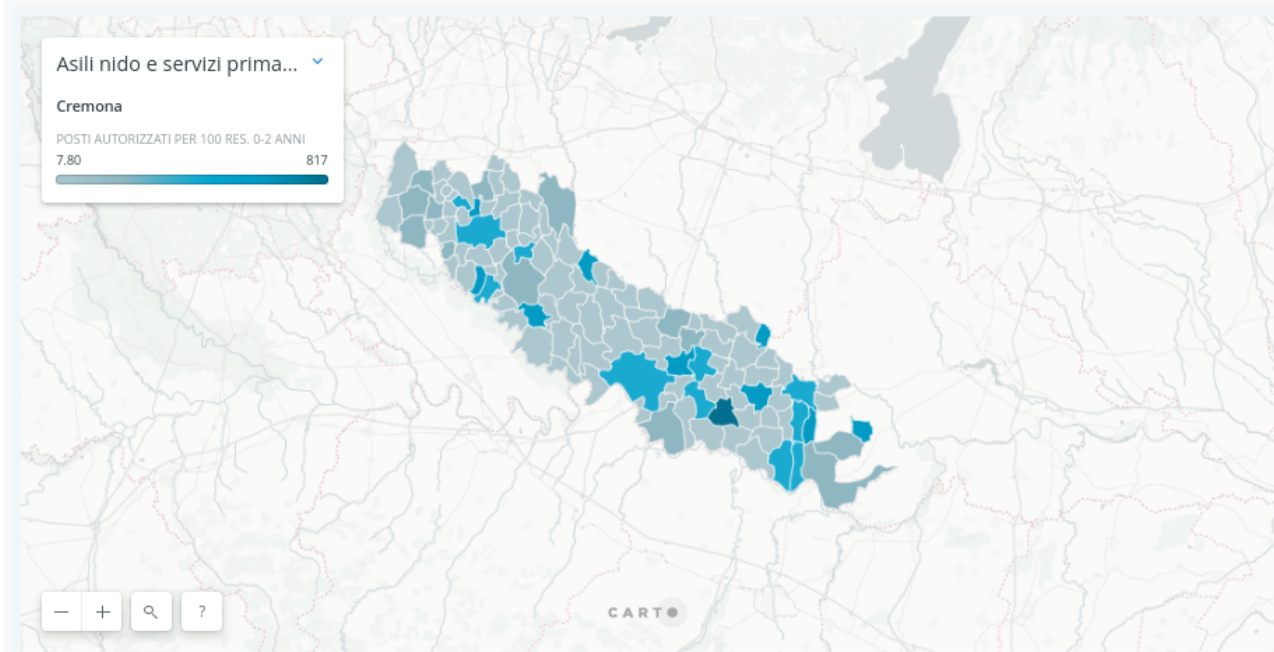 Asili nido e servizi prima...
Cremona
POSTI AUTORIZZATI PER 100 RES. 0-2 ANNI
7.80 817
− + ?
CARTO